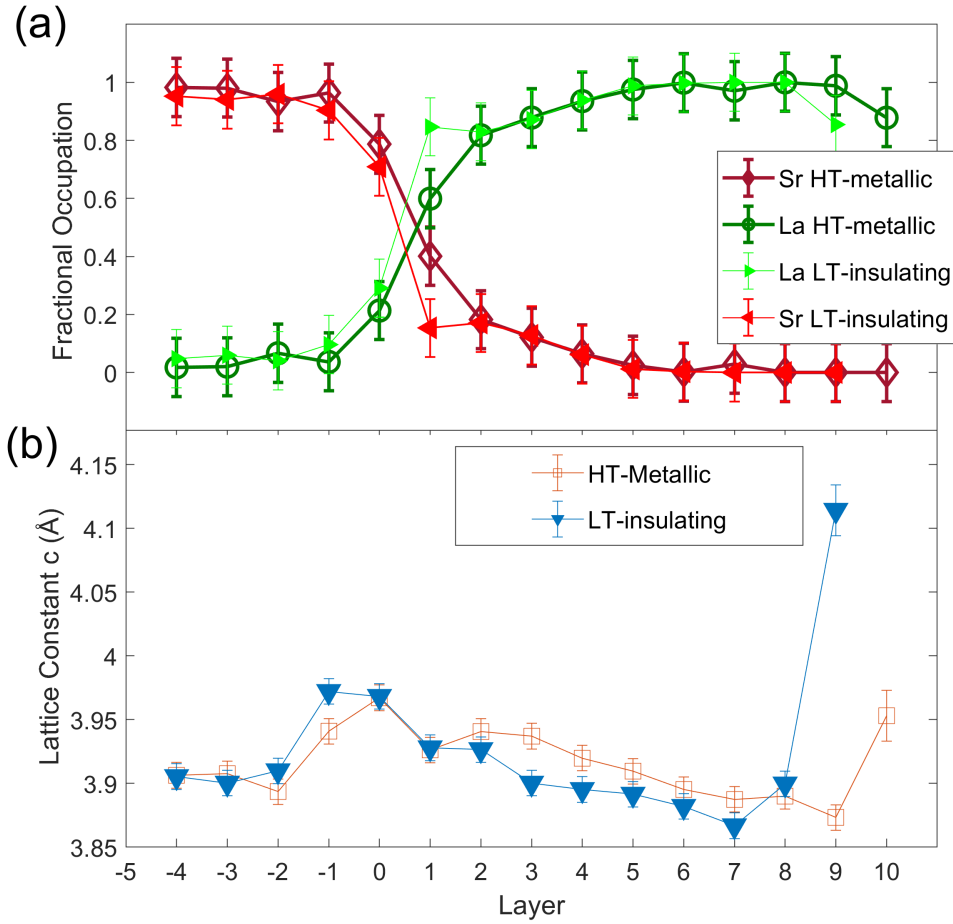 (a)
1
0.8
0.6
0.4
0.2
0
Fractional Occupation
Sr HT-metallic
La HT-metallic
La LT-insulating
Sr LT-insulating
(b)
4.15
4.1
4.05
4
3.95
3.9
3.85
Lattice Constant c (Å)
HT-Metallic
LT-insulating
-5 -4 -3 -2 -1 0 1 2 3 4 5 6 7 8 9 10
Layer